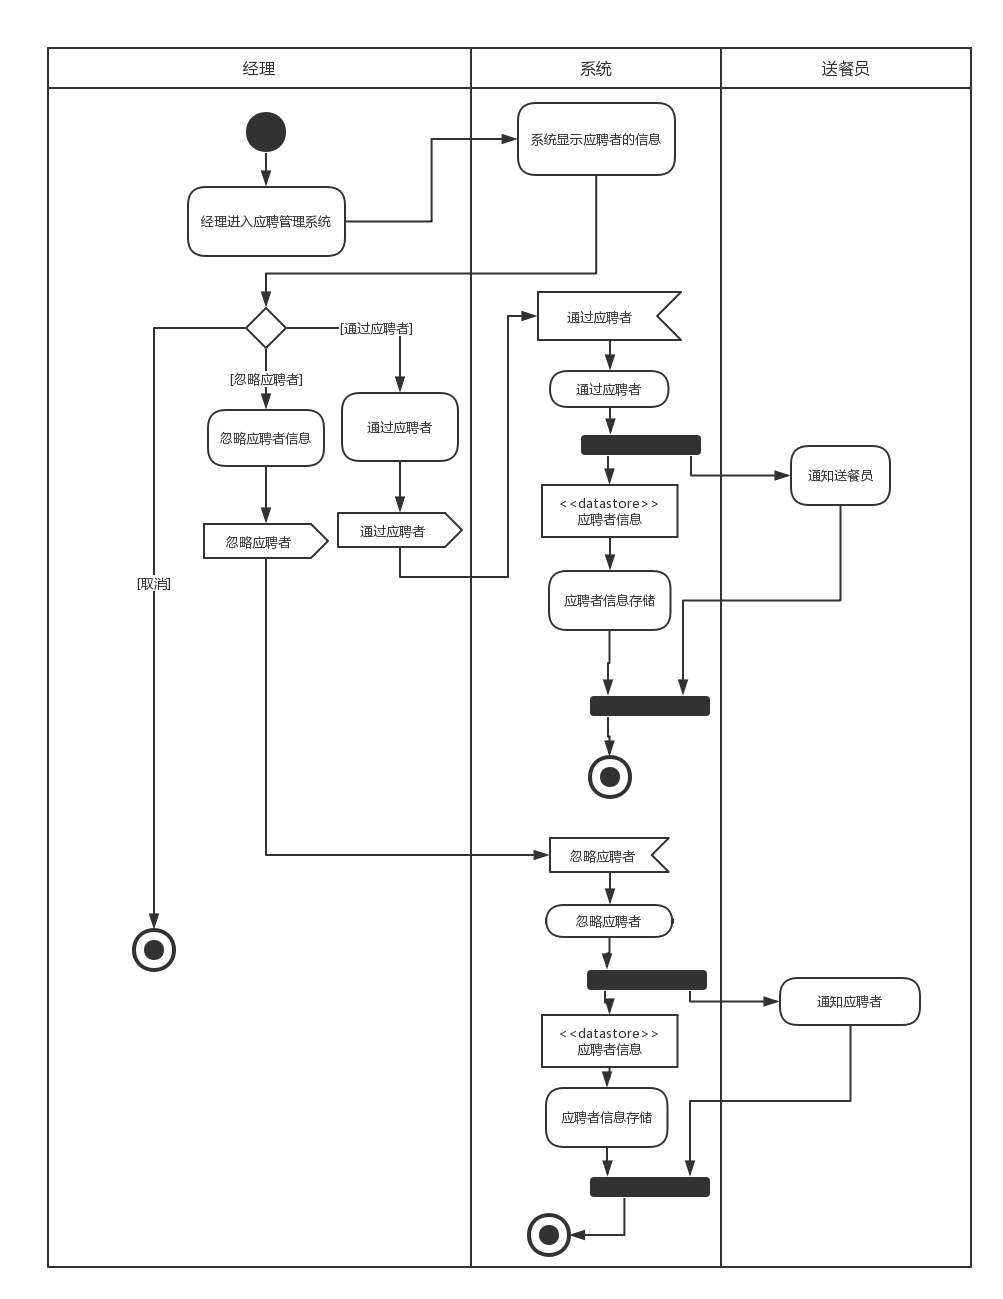 经理
系统
送餐员
系统显示应聘者的信息
经理进入应聘管理系统
通过应聘者
[通过应聘者]
[忽略应聘者]
通过应聘者
通过应聘者
忽略应聘者信息
通知送餐员
<<datastore>>
应聘者信息
通过应聘者
忽略应聘者
[取消]
应聘者信息存储
忽略应聘者
忽略应聘者
通知应聘者
<<datastore>>
应聘者信息
应聘者信息存储